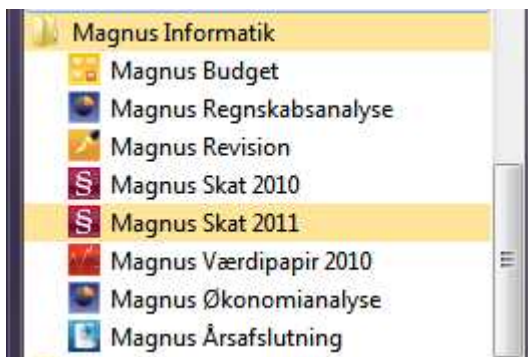 Magnus Informatik
Magnus Budget
Magnus Regnskabsanalyse
Magnus Revision
§ Magnus Skat 2010
§ Magnus Skat 2011
Magnus Værdipapir 2010
Magnus Økonomianalyse
Magnus Årsafslutning